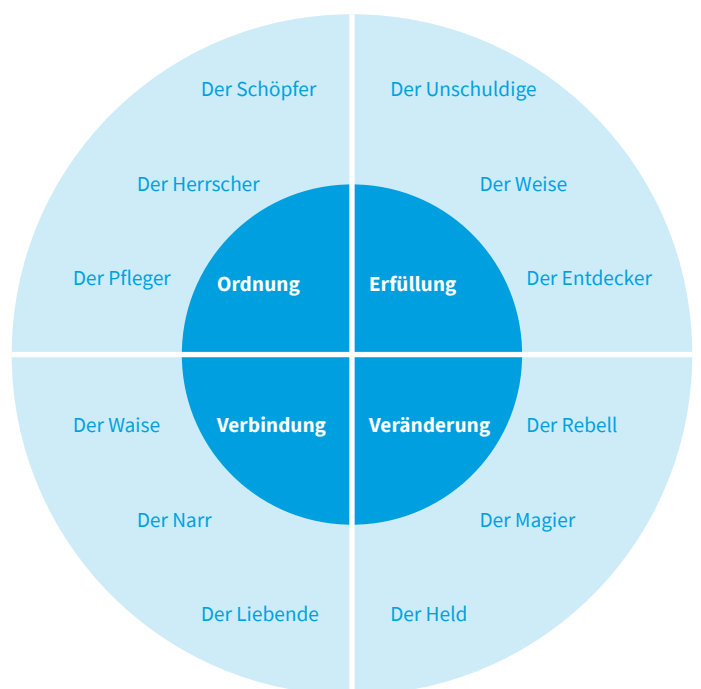 Der Schöpfer
Der Unschuldige
Der Herrscher
Der Weise
Der Pfleger
Ordnung
Erfüllung
Der Entdecker
Der Waise
Verbindung
Veränderung
Der Rebell
Der Narr
Der Magier
Der Liebende
Der Held